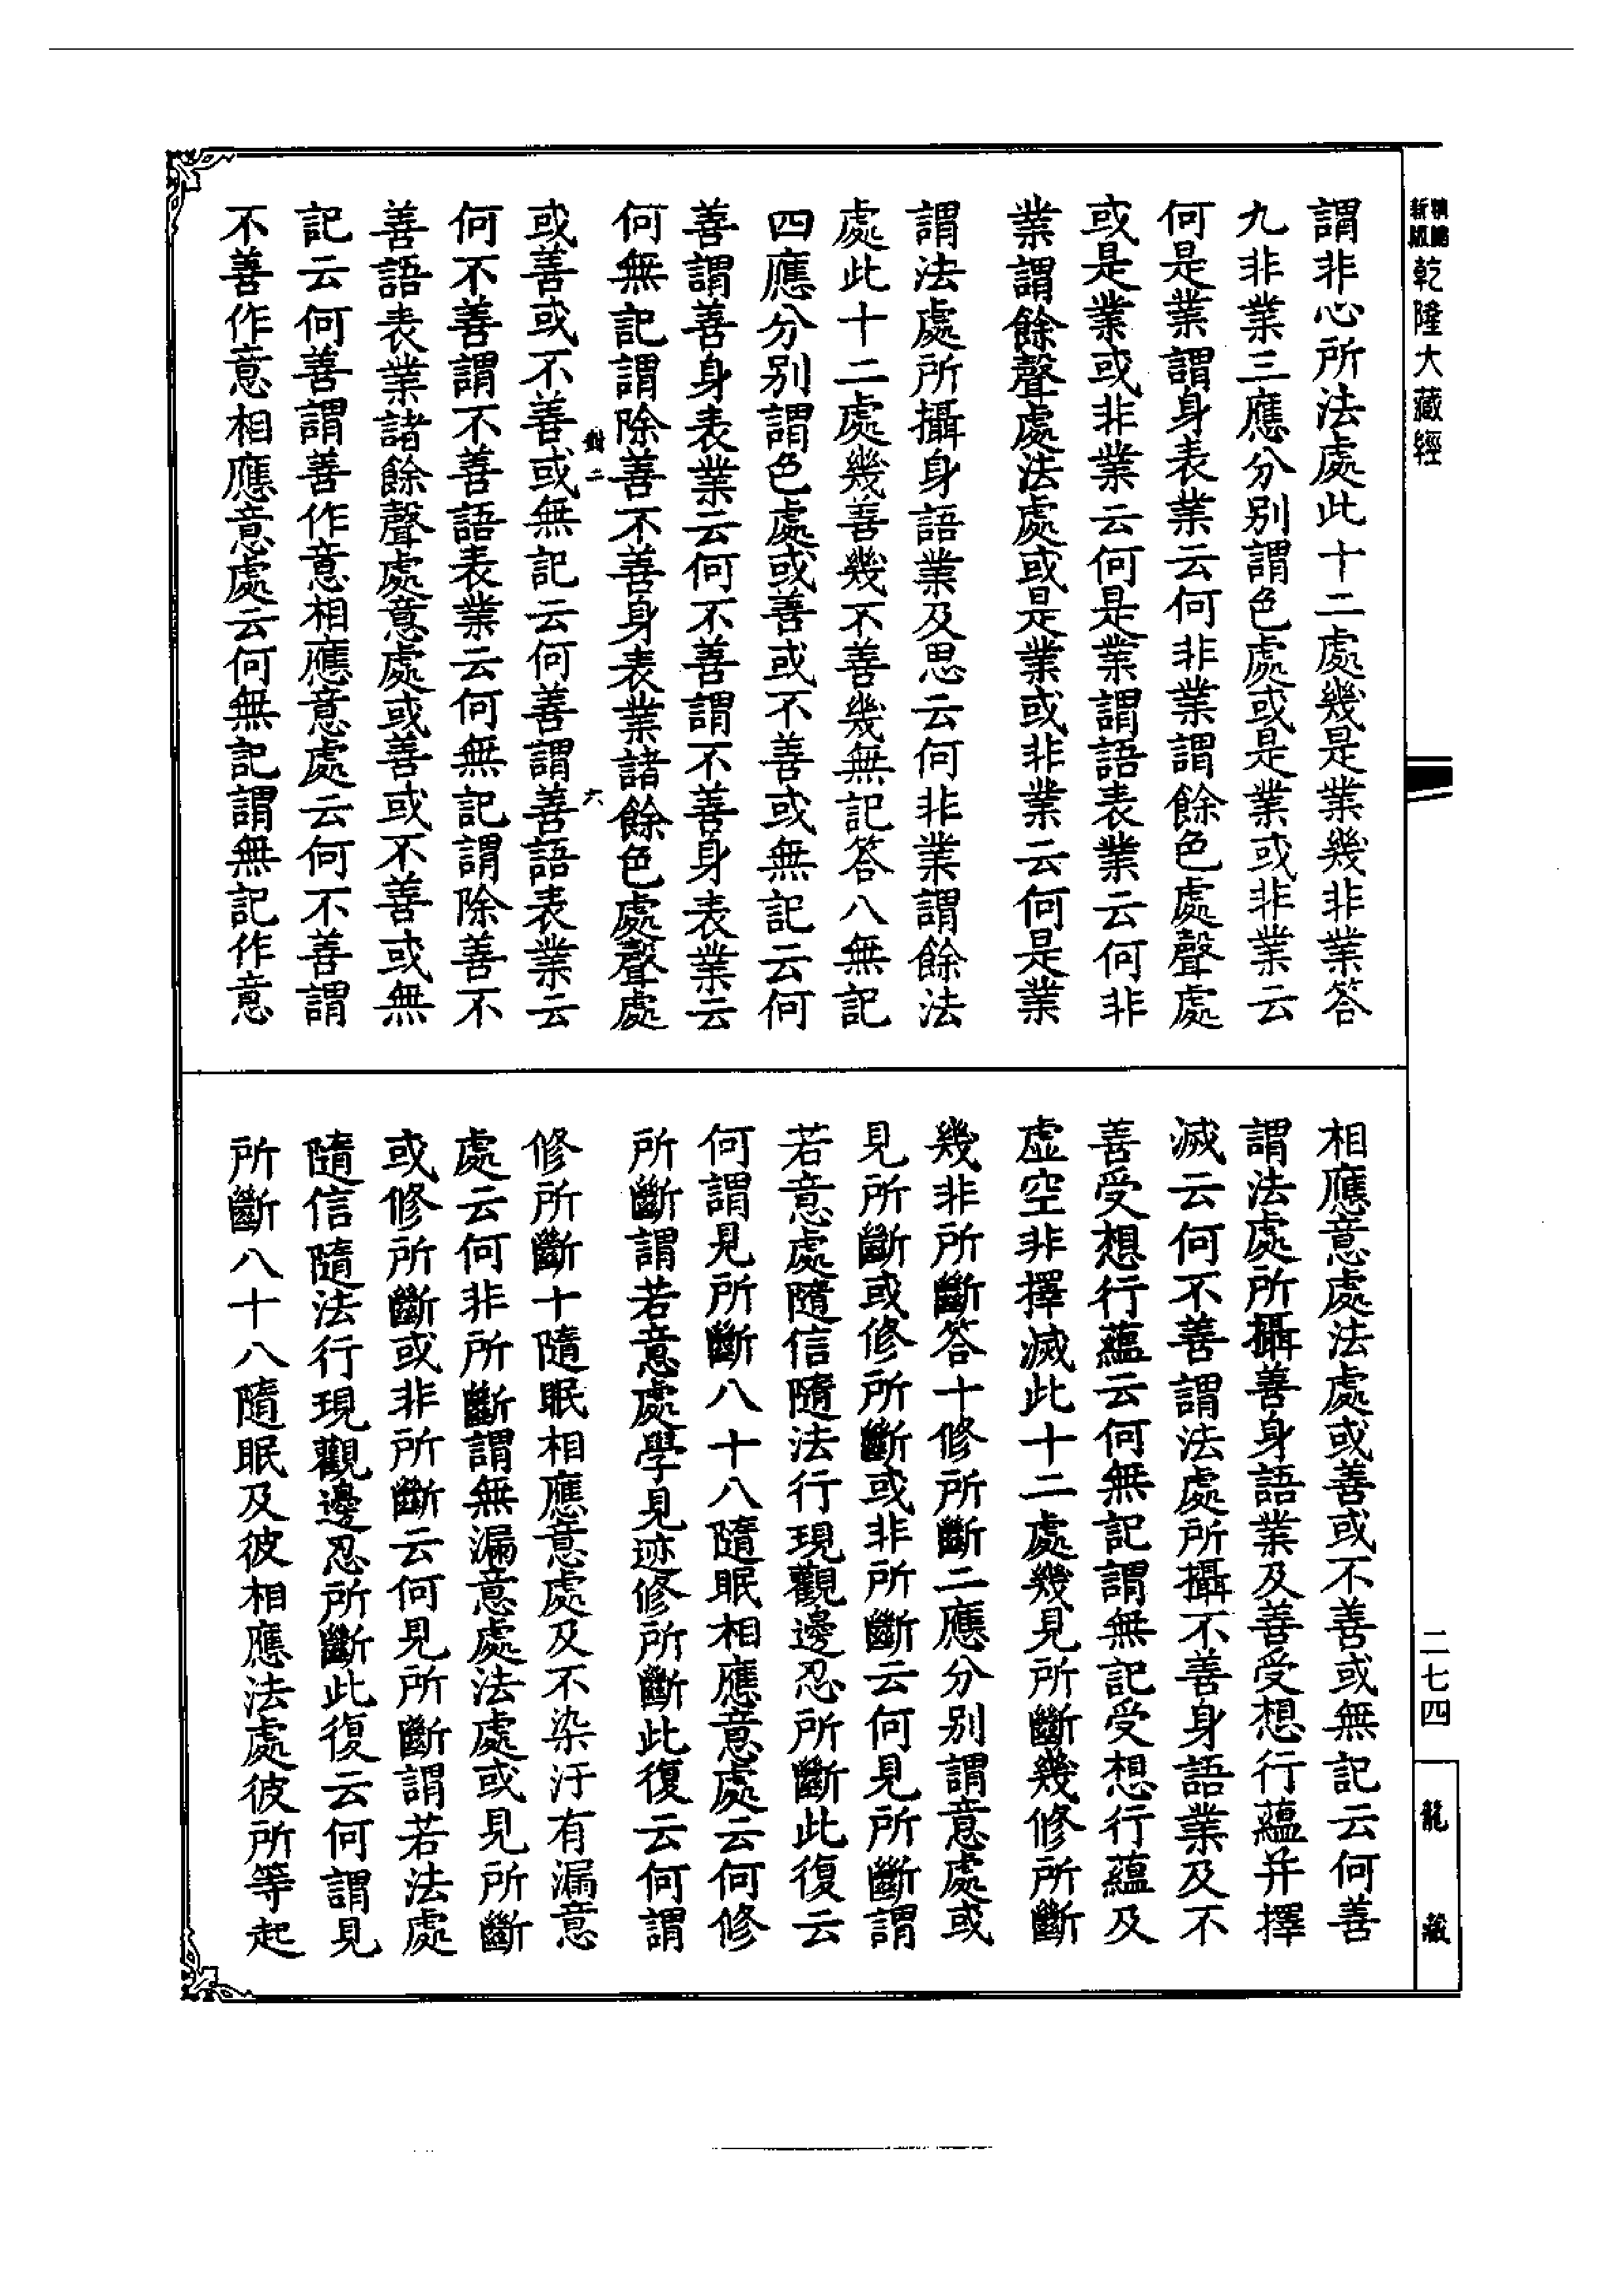 新版
乾隆大藏經
謂非心所法處此十二處幾是業幾非業答
九非業三應分別謂色處或是業或非業云
何是業謂身表業云何非業謂餘色處聲處
或是業或非業云何是業謂語表業云何非
業謂餘聲處法處或是業或非業云何是業
謂法處所攝身語業及思云何非業謂餘法
處此十二處幾善幾不善幾無記答八無記
四應分別謂色處或善或不善或無記云何
善謂善身表業云何不善謂不善身表業云
何無記謂除善不善身表業諸餘色處聲處
二 六
或善或不善或無記云何善謂善語表業云
何不善謂不善語表業云何無記謂除善不
善語表業諸餘聲處意處或善或不善或無
記云何善謂善作意相應意處云何不善謂
不善作意相應意處云何無記謂無記作意
相應意處法處或善或不善或無記云何善
謂法處所攝善身語業及善受想行蘊并擇
滅云何不善謂法處所攝不善身語業及不
善受想行蘊云何無記謂無記受想行蘊及
虛空非擇滅此十二處幾見所斷幾修所斷
幾非所斷答十修所斷二應分別謂意處或
見所斷或修所斷或非所斷云何見所斷謂
若意處隨信隨法行現觀邊忍所斷此復云
何謂見所斷八十八隨眠相應意處云何修
所斷謂若意處學見迹修所斷此復云何謂
修所斷十隨眠相應意處及不染汙有漏意
處云何非所斷謂無漏意處法處或見所斷
或修所斷或非所斷云何見所斷謂若法處
隨信隨法行現觀邊忍所斷此復云何謂見
所斷八十八隨眠及彼相應法處彼所等起
二七四
龍藏